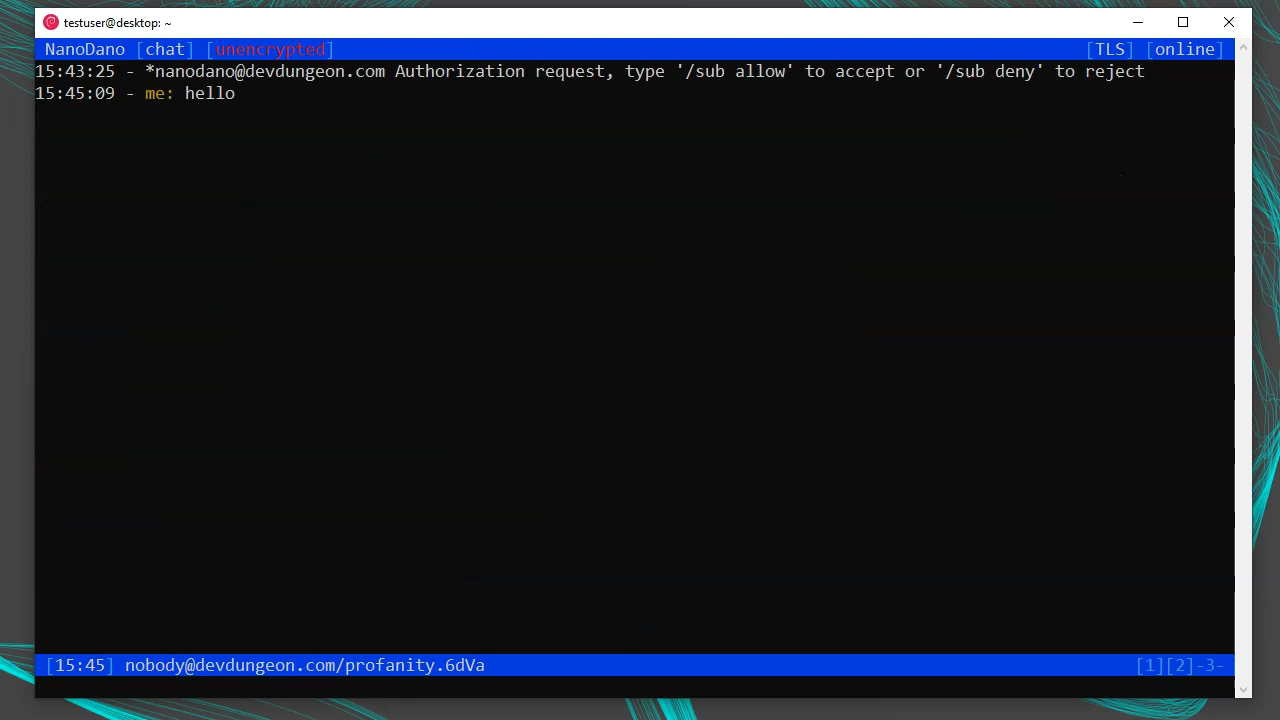 testuser@desktop: ~
NanoDano [chat] [unencrypted] [TLS] [online]
15:43:25 - *nanodano@devdungeon.com Authorization request, type '/sub allow' to accept or '/sub deny' to reject
15:45:09 - me: hello
[15:45] nobody@devdungeon.com/profanity.6dVa [1][2]-3-